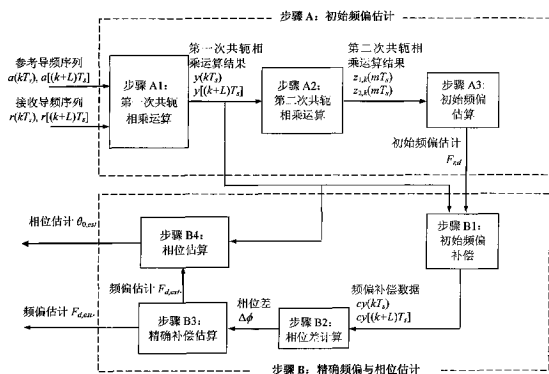 步骤 A：初始频偏估计
参考导频序列
a(kTs), a[(k+L)Ts]
接收导频序列
r(kTs), r[(k+L)Ts]
步骤 A1：
第一次共轭
相乘运算
第一次共轭相
乘运算结果
y(kTs)
y[(k+L)Ts]
步骤 A2：
第二次共轭
相乘运算
第二次共轭相
乘运算结果
z1,k(mTs)
z2,k(mTs)
步骤 A3：
初始频偏
估算
初始频偏估计
相位估计 θ0,est
步骤 B4：
相位估算
步骤 B1：
初始频偏
补偿
频偏估计 Fd,est
频偏估计 Fd,est
步骤 B3：
精确补偿估算
相位差
Δϕ
步骤 B2：
相位差计算
频偏补偿数据
cy(kTs)
cy[(k+L)Ts]
步骤 B：精确频偏与相位估计